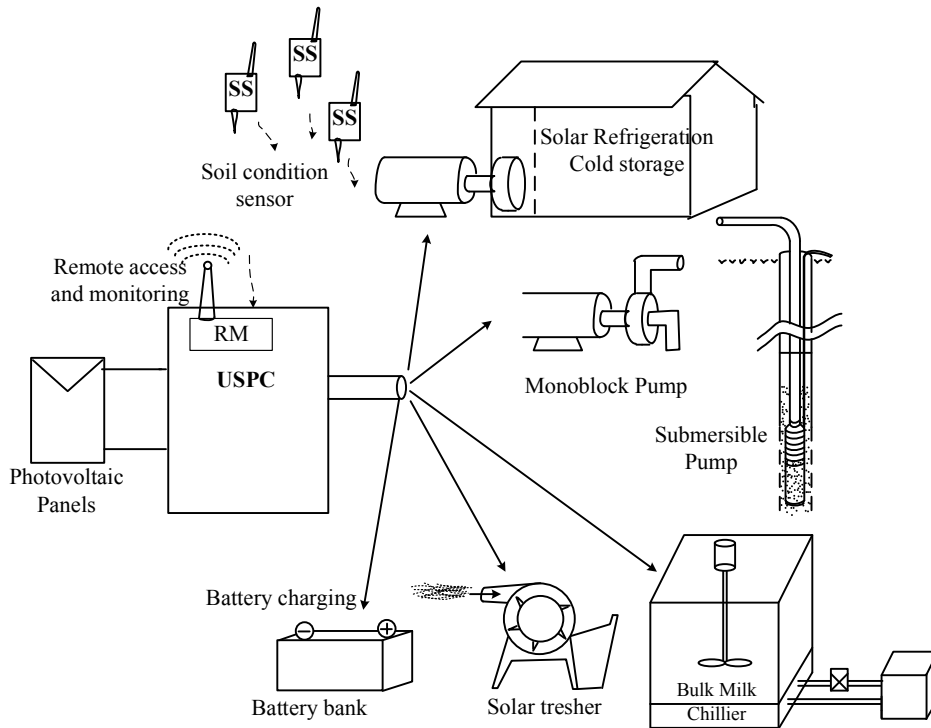 SS
SS
SS
Soil condition
sensor
Solar Refrigeration
Cold storage
Remote access
and monitoring
RM
USPC
Photovoltaic
Panels
Monoblock Pump
Submersible
Pump
Battery charging
Battery bank
Solar tresher
Bulk Milk
Chillier